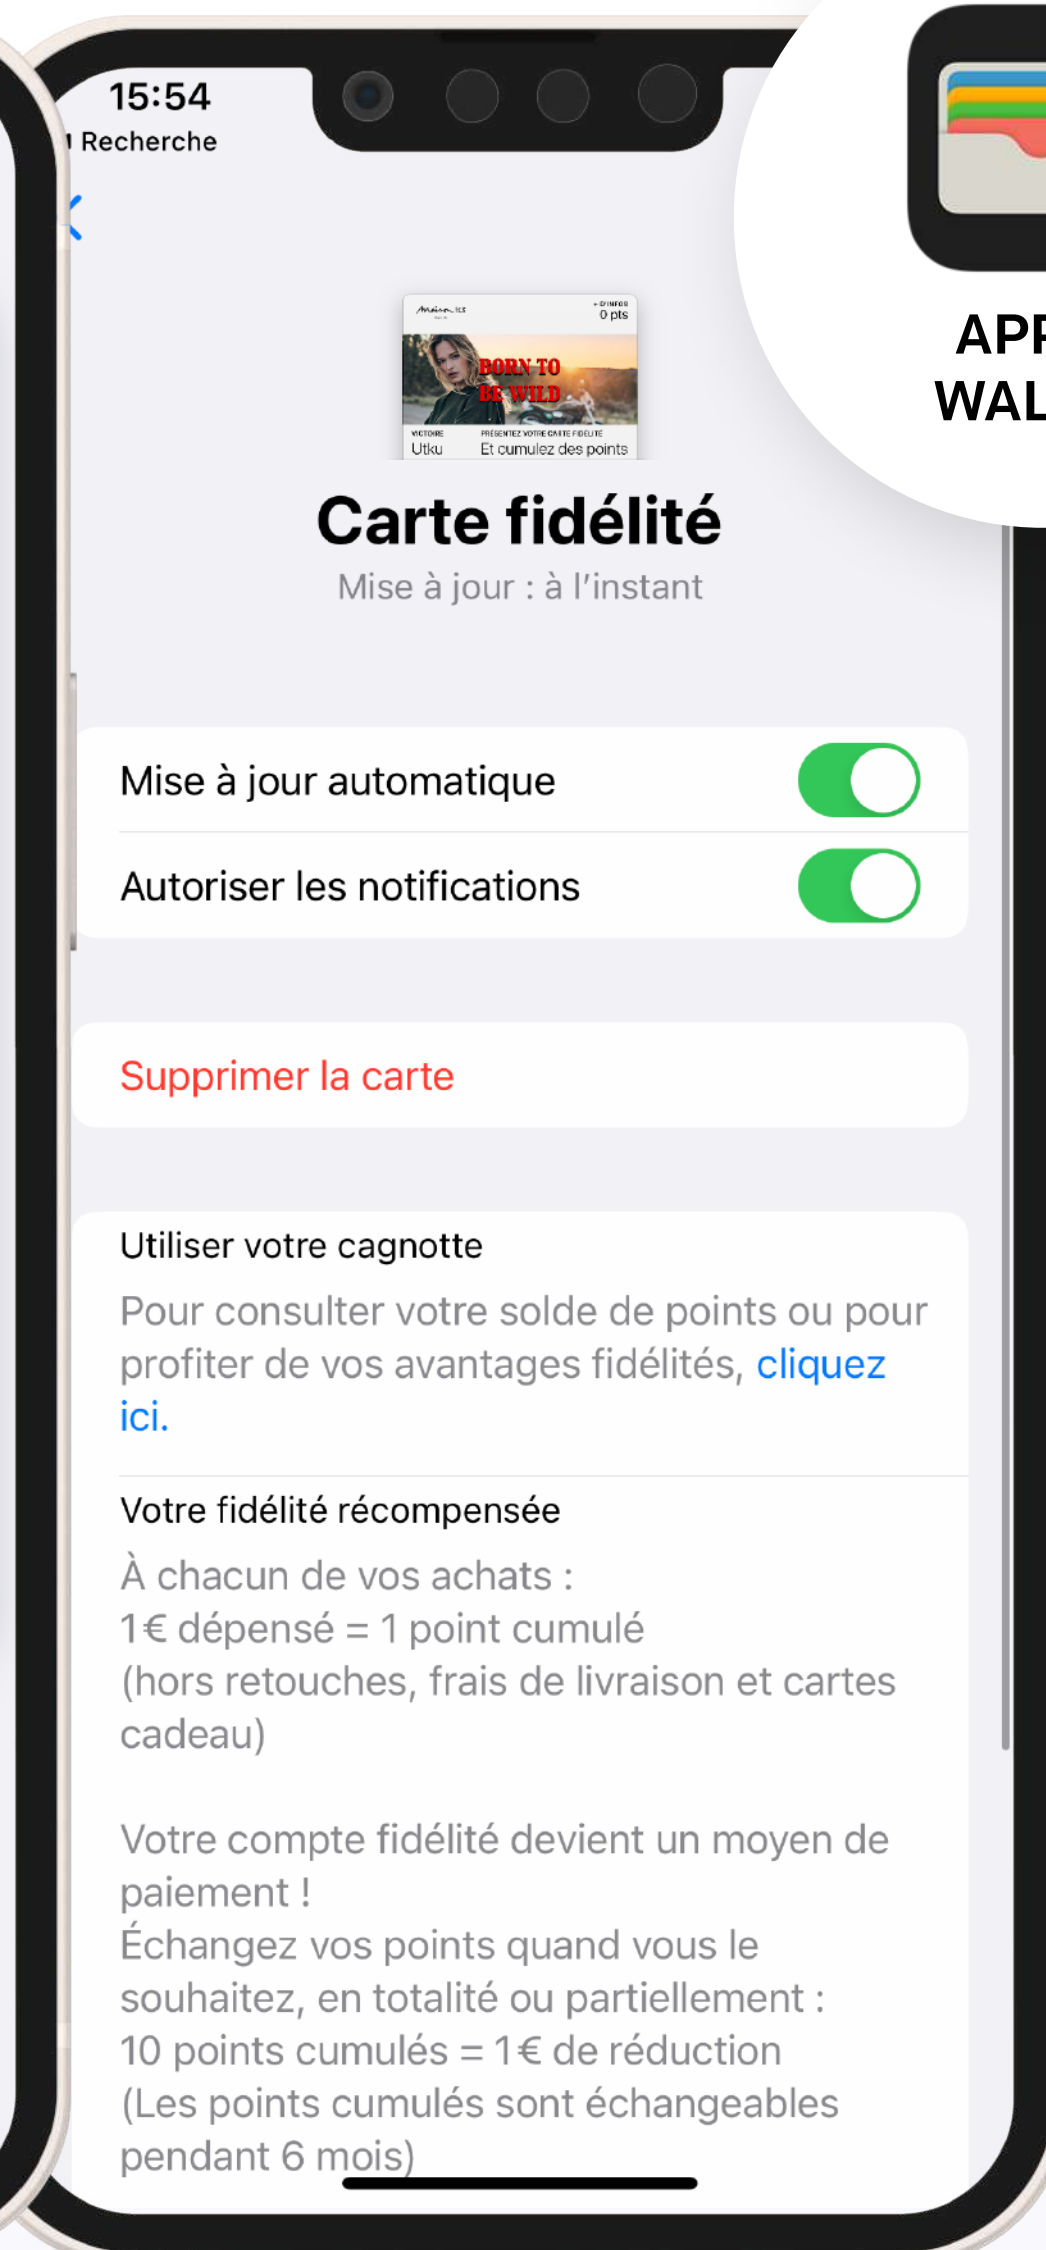 15:54
Recherche
APP
WAL
Maison 123
+ D'INFOS
0 pts
BORN TO
BE WILD
VICTOIRE
PRÉSENTEZ VOTRE CARTE FIDÉLITÉ
Utku
Et cumulez des points
Carte fidélité
Mise à jour : à l'instant
Mise à jour automatique
Autoriser les notifications
Supprimer la carte
Utiliser votre cagnotte
Pour consulter votre solde de points ou pour
profiter de vos avantages fidélités, cliquez
ici.
Votre fidélité récompensée
À chacun de vos achats :
1€ dépensé = 1 point cumulé
(hors retouches, frais de livraison et cartes
cadeau)
Votre compte fidélité devient un moyen de
paiement !
Échangez vos points quand vous le
souhaitez, en totalité ou partiellement :
10 points cumulés = 1€ de réduction
(Les points cumulés sont échangeables
pendant 6 mois)